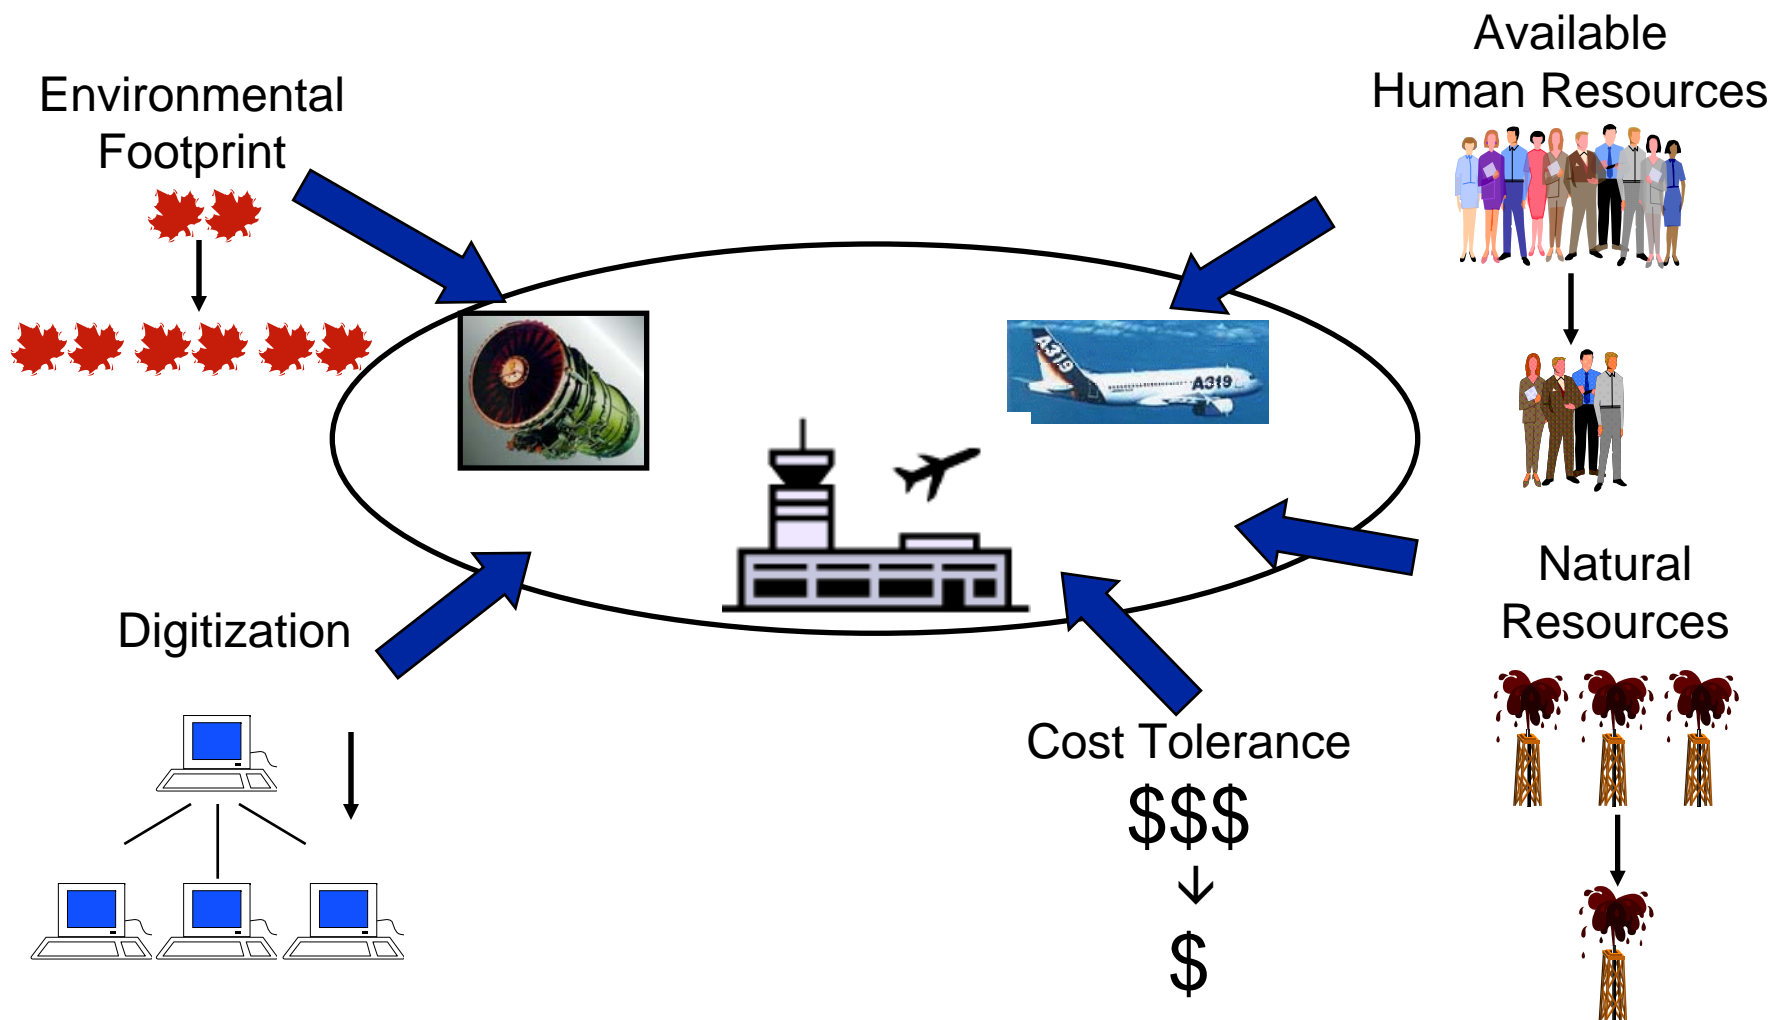 Available
Human Resources
Environmental
Footprint
A319
A319
Digitization
Natural
Resources
Cost Tolerance
$$$
$